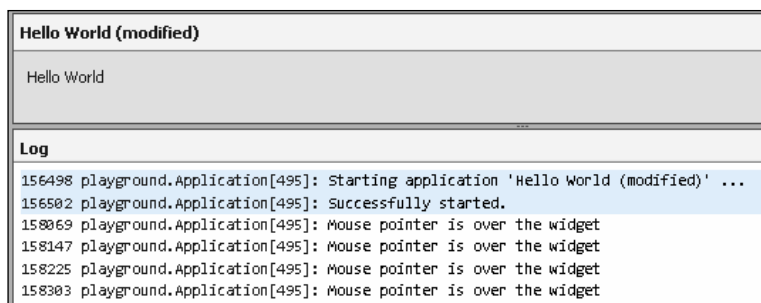 Hello World (modified)
Hello World
Log
156498 playground.Application[495]: Starting application 'Hello World (modified)' ...
156502 playground.Application[495]: Successfully started.
158069 playground.Application[495]: Mouse pointer is over the widget
158147 playground.Application[495]: Mouse pointer is over the widget
158225 playground.Application[495]: Mouse pointer is over the widget
158303 playground.Application[495]: Mouse pointer is over the widget